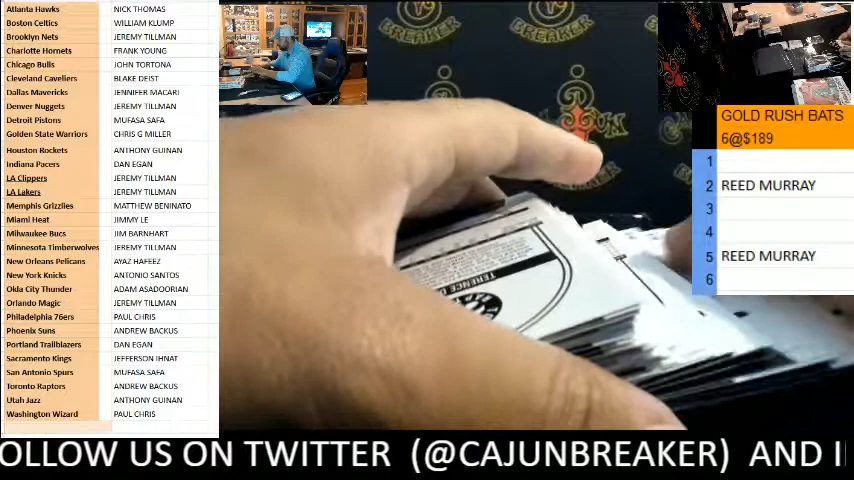 Atlanta Hawks NICK THOMAS
Boston Celtics WILLIAM KLUMP
Brooklyn Nets JEREMY TILLMAN
Charlotte Hornets FRANK YOUNG
Chicago Bulls JOHN TORTONA
Cleveland Cavaliers BLAKE DEIST
Dallas Mavericks JENNIFER MACARI
Denver Nuggets JEREMY TILLMAN
Detroit Pistons MUFASA SAFA
Golden State Warriors CHRIS G MILLER
Houston Rockets ANTHONY GUINAN
Indiana Pacers DAN EGAN
LA Clippers JEREMY TILLMAN
LA Lakers JEREMY TILLMAN
Memphis Grizzlies MATTHEW BENINATO
Miami Heat JIMMY LE
Milwaukee Bucs JIM BARNHART
Minnesota Timberwolves JEREMY TILLMAN
New Orleans Pelicans AYAZ HAFEEZ
New York Knicks ANTONIO SANTOS
Okla City Thunder ADAM ASADOORIAN
Orlando Magic JEREMY TILLMAN
Philadelphia 76ers PAUL CHRIS
Phoenix Suns ANDREW BACKUS
Portland Trailblazers DAN EGAN
Sacramento Kings JEFFERSON IHNAT
San Antonio Spurs MUFASA SAFA
Toronto Raptors ANDREW BACKUS
Utah Jazz ANTHONY GUINAN
Washington Wizard PAUL CHRIS
BREAKER
BREAKER
TERENCE
GOLD RUSH BATS
6@$189
1
2 REED MURRAY
3
4
5 REED MURRAY
6
OLLOW US ON TWITTER (@CAJUNBREAKER) AND I